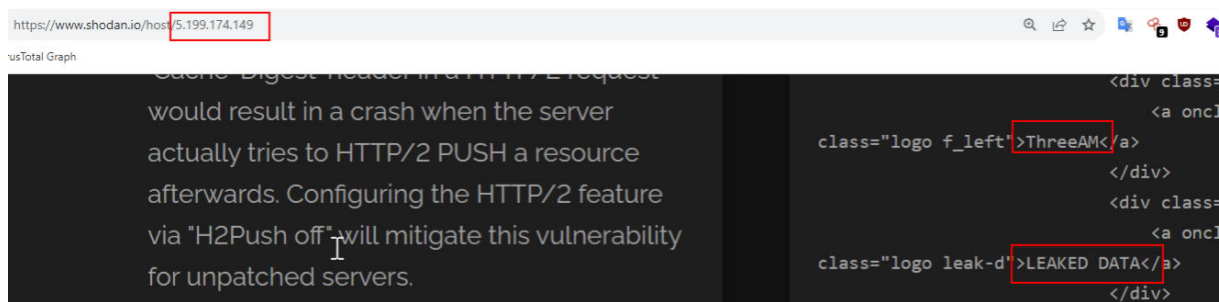 https://www.shodan.io/host/5.199.174.149
9
usTotal Graph
would result in a crash when the server
actually tries to HTTP/2 PUSH a resource
afterwards. Configuring the HTTP/2 feature
via "H2Push off" will mitigate this vulnerability
for unpatched servers.
<div class=
<a oncl
class="logo f_left">ThreeAM</a>
</div>
<div class=
<a oncl
class="logo leak-d">LEAKED DATA</a>
</div>